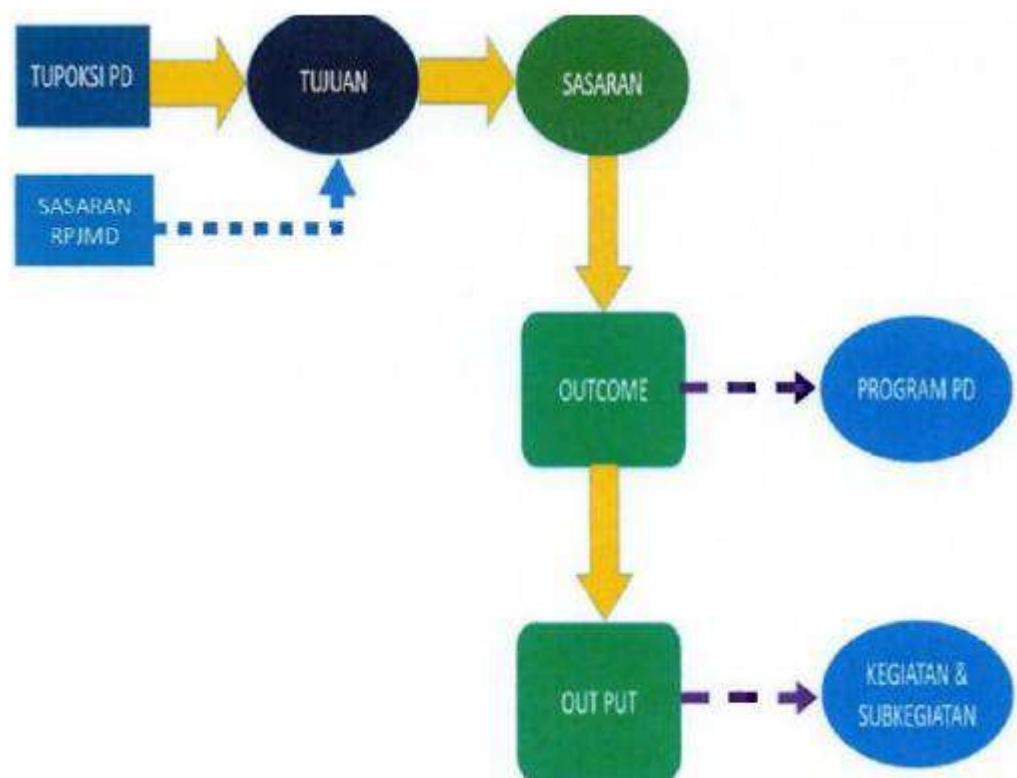 TUPOKSI PD
TUJUAN
SASARAN
SASARAN
RPJMD
OUTCOME
PROGRAM PD
OUT PUT
KEGIATAN &
SUBKEGIATAN